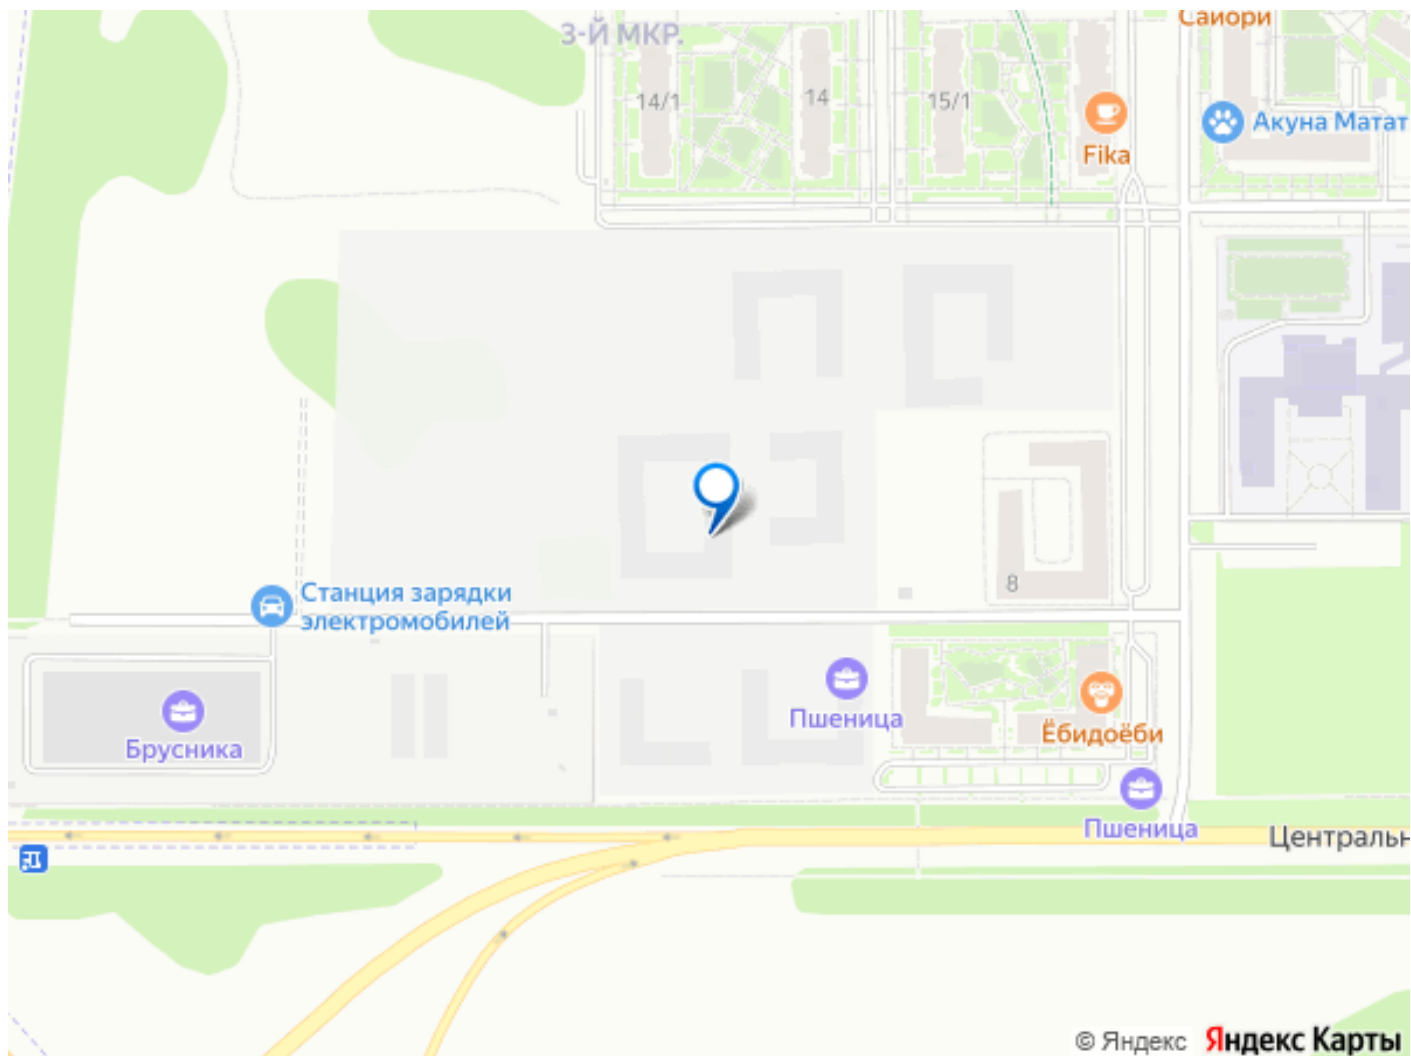 Сайори
3-Й МКР.
14/1
14
15/1
Fika
Акуна Матат
Станция зарядки
электромобилей
8
Брусника
Пшеница
Ёбидоёби
Пшеница
Центральн
© Яндекс Яндекс Карты